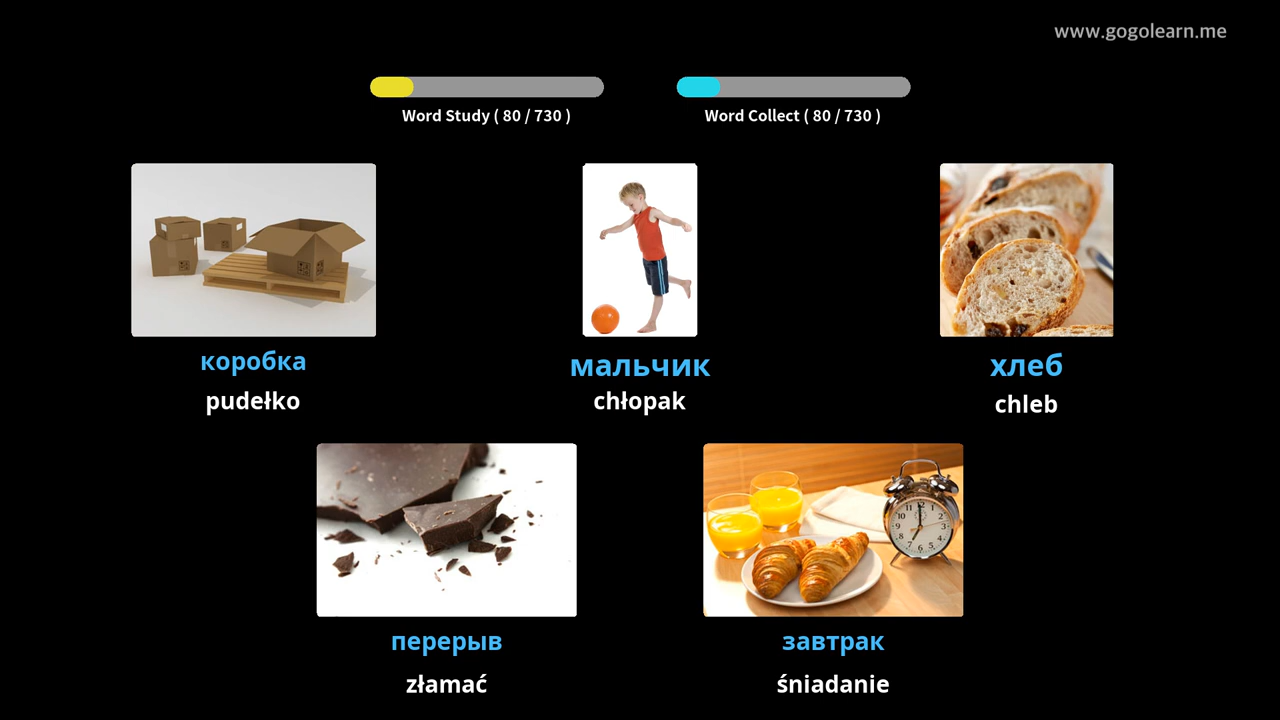 www.gogolearn.me
Word Study ( 80 / 730 )
Word Collect ( 80 / 730 )
коробка
pudełko
мальчик
chłopak
хлеб
chleb
перерыв
złamać
завтрак
śniadanie